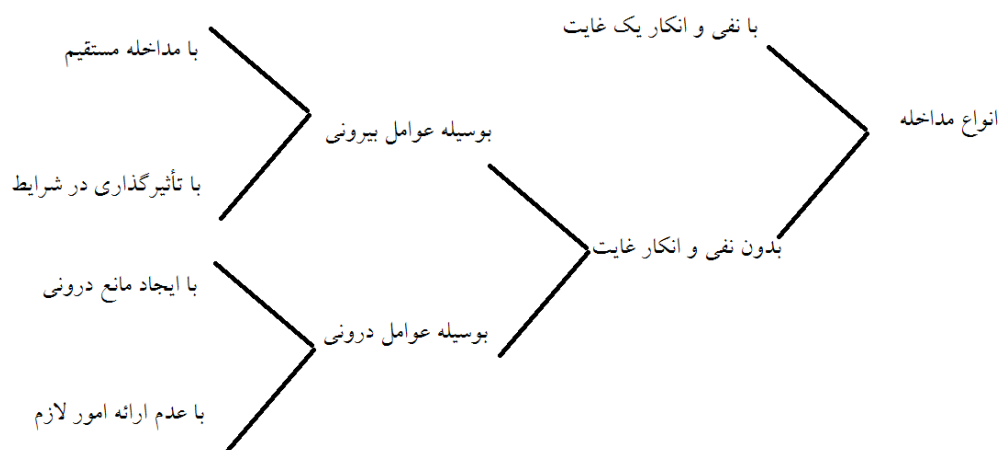 انواع مداخله
با نفی و انکار یک غایت
بدون نفی و انکار غایت
بوسیله عوامل بیرونی
با مداخله مستقیم
با تأثیرگذاری در شرایط
بوسیله عوامل درونی
با ایجاد مانع درونی
با عدم ارائه امور لازم